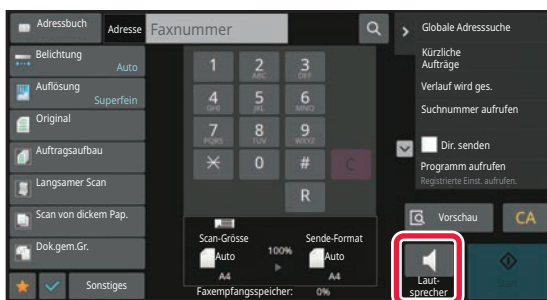 Adressbuch
Adresse
Faxnummer
Belichtung
Auto
Auflösung
Superfein
Original
Auftragsaufbau
Langsamer Scan
Scan von dickem Pap.
Dok.gem.Gr.
Sonstiges
1
2 ABC
3 DEF
4 GHI
5 JKL
6 MNO
7 PQRS
8 TUV
9 WXYZ
0
#
C
R
Scan-Grösse
Auto
A4
100%
Sende-Format
Auto
A4
Faxempfangsspeicher: 0%
Globale Adresssuche
Kürzliche
Aufträge
Verlauf wird ges.
Suchnummer aufrufen
Dir. senden
Programm aufrufen
Registrierte Einst. aufrufen.
Vorschau
CA
Laut-
sprecher
Start